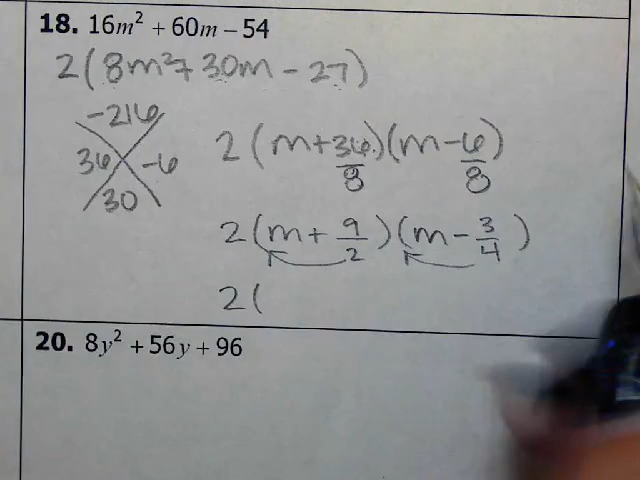 18. 16m² + 60m – 54
2(8m² + 30m - 27)
-216
36 -6
30
2(m + 36/8)(m - 6/8)
2(m + 9/2)(m - 3/4)
2(
20. 8y² + 56y + 96